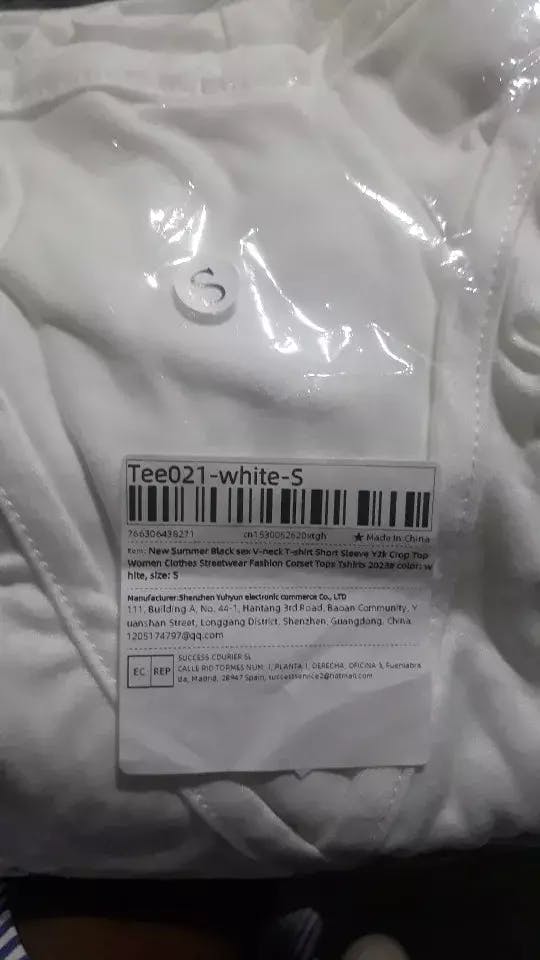 S
Tee021-white-S
766306438271 cn1530052620xtgh ★ Made In China
Item: New Summer Black sex V-neck T-shirt Short Sleeve Y2k Crop Top
Women Clothes Streetwear Fashion Corset Tops Tshirts 2023# color: w
hite, size: S
Manufacturer:Shenzhen Yuhyun electronic commerce Co., LTD
111, Building A, No. 44-1, Hantang 3rd Road, Baoan Community, Y
uanshan Street, Longgang District, Shenzhen, Guangdong, China
1205174797@qq.com
EC REP
SUCCESS COURIER SL
CALLE RIO TORMES NUM. 1, PLANTA 1, DERECHA, OFICINA 3, Fuenlabra
da, Madrid, 28947 Spain, successservice2@hotmail.com